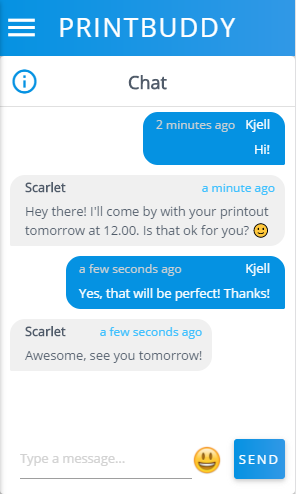 PRINTBUDDY
Chat
2 minutes ago Kjell
Hi!
Scarlet a minute ago
Hey there! I'll come by with your printout
tomorrow at 12.00. Is that ok for you? 🙂
a few seconds ago Kjell
Yes, that will be perfect! Thanks!
Scarlet a few seconds ago
Awesome, see you tomorrow!
Type a message... 😃 SEND